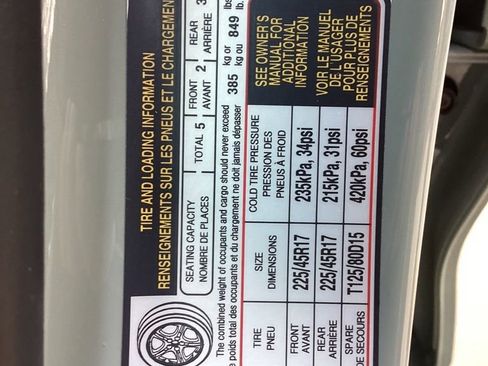 TIRE AND LOADING INFORMATION
RENSEIGNEMENTS SUR LES PNEUS ET LE CHARGEMENT
SEATING CAPACITY
NOMBRE DE PLACES
TOTAL 5
FRONT
AVANT 2
REAR
ARRIÈRE 3
The combined weight of occupants and cargo should never exceed
e poids total des occupants et du chargement ne doit jamais dépasser
385 kg or 849 lbs
kg ou lb.
TIRE
PNEU
SIZE
DIMENSIONS
COLD TIRE PRESSURE
PRESSION DES
PNEUS À FROID
SEE OWNER'S
MANUAL FOR
ADDITIONAL
INFORMATION
FRONT
AVANT
225/45R17
235kPa, 34psi
REAR
ARRIÈRE
225/45R17
215kPa, 31psi
VOIR LE MANUEL
DE L'USAGER
POUR PLUS DE
RENSEIGNEMENTS
SPARE
DE SECOURS
T125/80D15
420kPa, 60psi